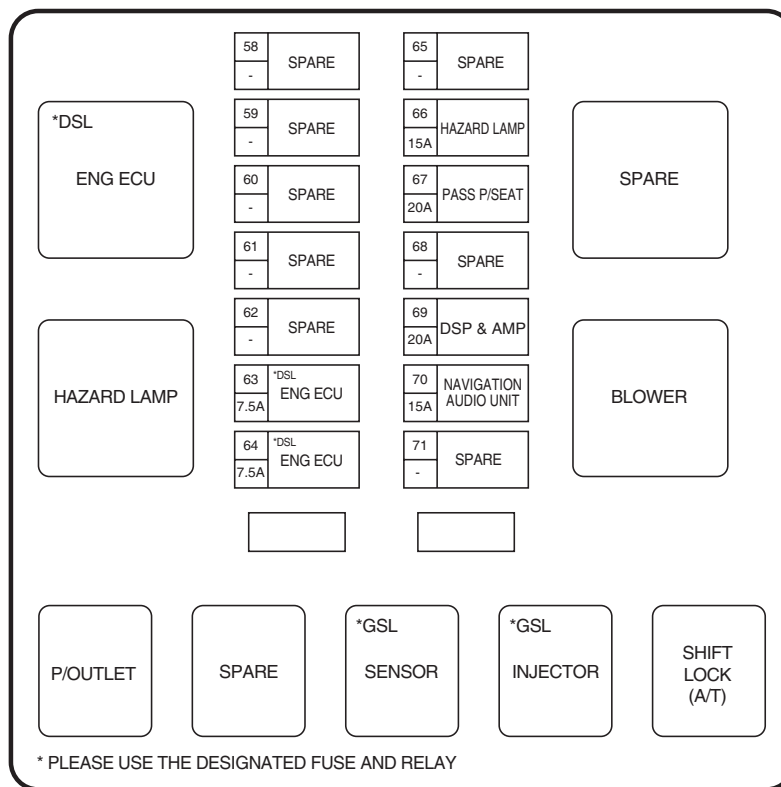 58
-
SPARE
59
-
SPARE
60
-
SPARE
61
-
SPARE
62
-
SPARE
63
7.5A
*DSL
ENG ECU
64
7.5A
*DSL
ENG ECU
65
-
SPARE
66
15A
HAZARD LAMP
67
20A
PASS P/SEAT
68
-
SPARE
69
20A
DSP & AMP
70
15A
NAVIGATION
AUDIO UNIT
71
-
SPARE
*DSL
ENG ECU
HAZARD LAMP
SPARE
BLOWER
P/OUTLET
SPARE
*GSL
SENSOR
*GSL
INJECTOR
SHIFT
LOCK
(A/T)
* PLEASE USE THE DESIGNATED FUSE AND RELAY